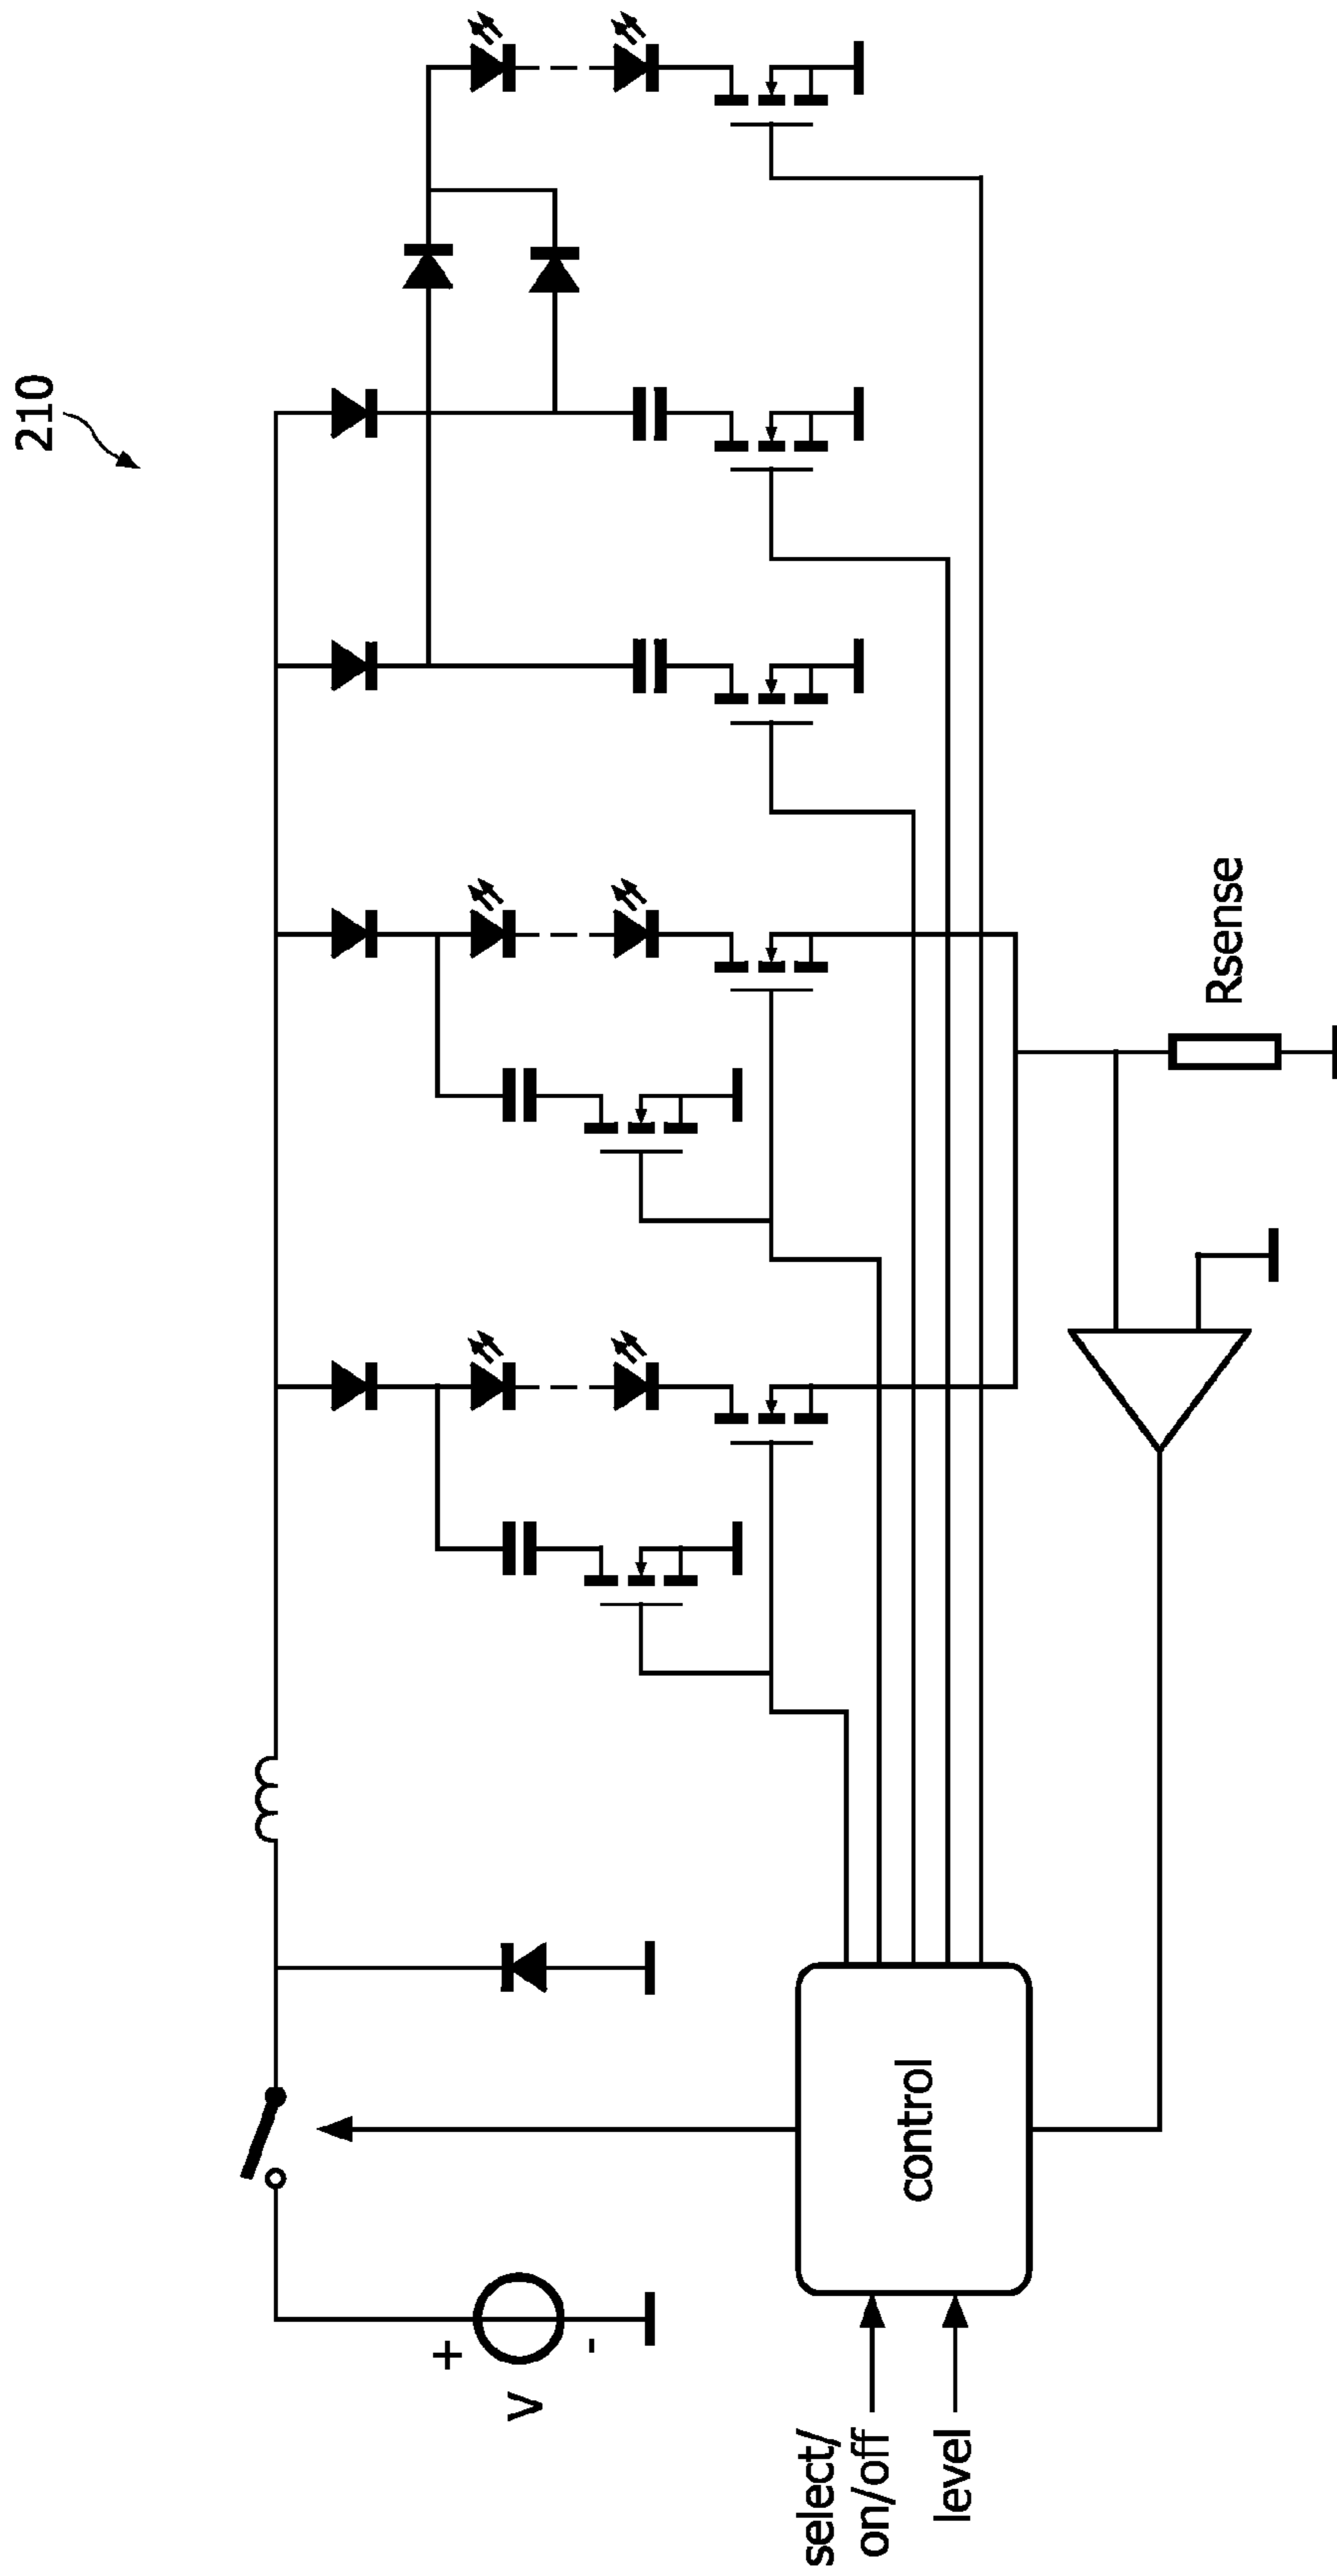 210
+
V
-
select/
on/off
level
control
Rsense